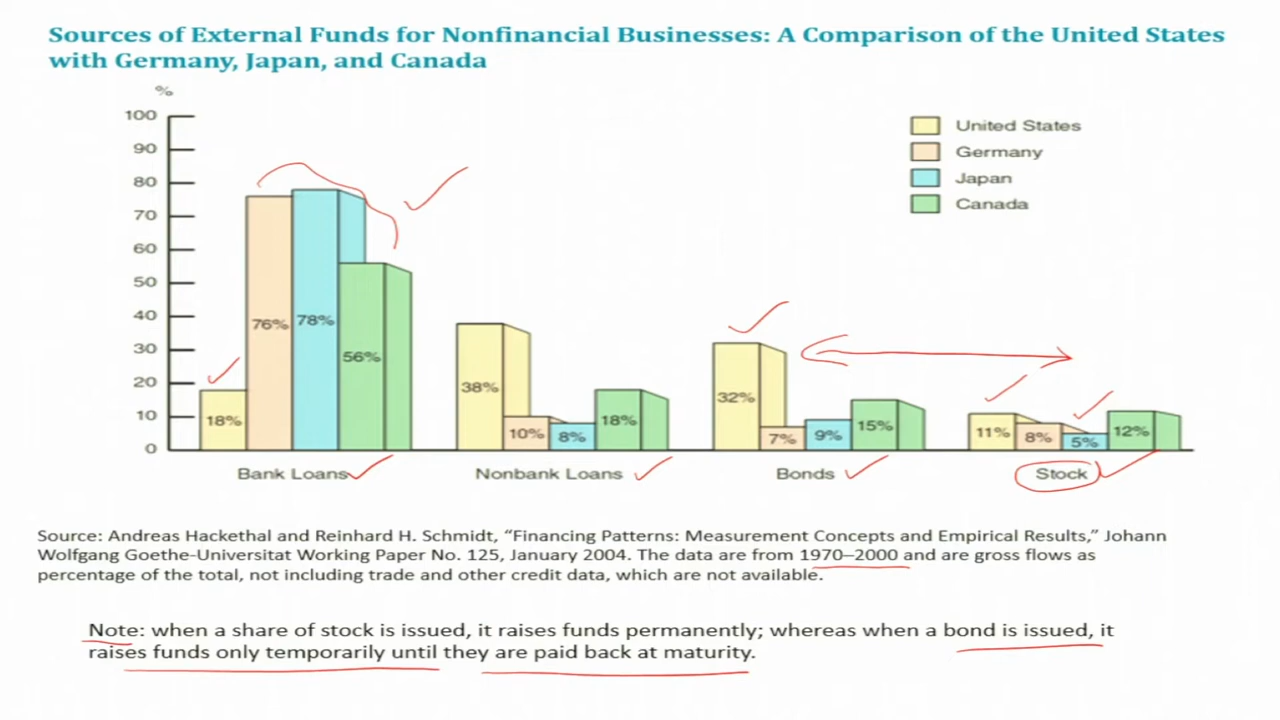 Sources of External Funds for Nonfinancial Businesses: A Comparison of the United States
with Germany, Japan, and Canada
%
100
90
80
70
60
50
40
30
20
10
0
United States
Germany
Japan
Canada
18%
76%
78%
56%
38%
10%
8%
18%
32%
7%
9%
15%
11%
8%
5%
12%
Bank Loans
Nonbank Loans
Bonds
Stock
Source: Andreas Hackethal and Reinhard H. Schmidt, “Financing Patterns: Measurement Concepts and Empirical Results,” Johann
Wolfgang Goethe-Universitat Working Paper No. 125, January 2004. The data are from 1970–2000 and are gross flows as
percentage of the total, not including trade and other credit data, which are not available.
Note: when a share of stock is issued, it raises funds permanently; whereas when a bond is issued, it
raises funds only temporarily until they are paid back at maturity.